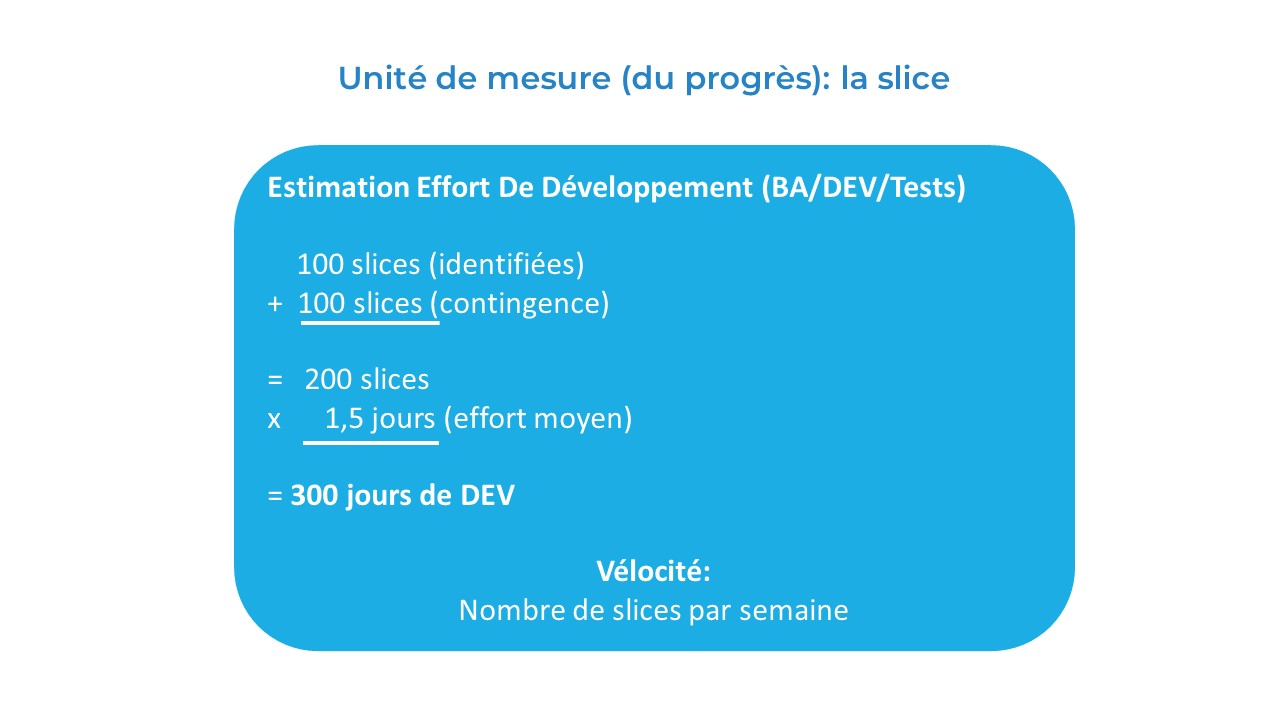 Unité de mesure (du progrès): la slice
Estimation Effort De Développement (BA/DEV/Tests)
100 slices (identifiées)
+ 100 slices (contingence)
= 200 slices
x 1,5 jours (effort moyen)
= 300 jours de DEV
Vélocité:
Nombre de slices par semaine